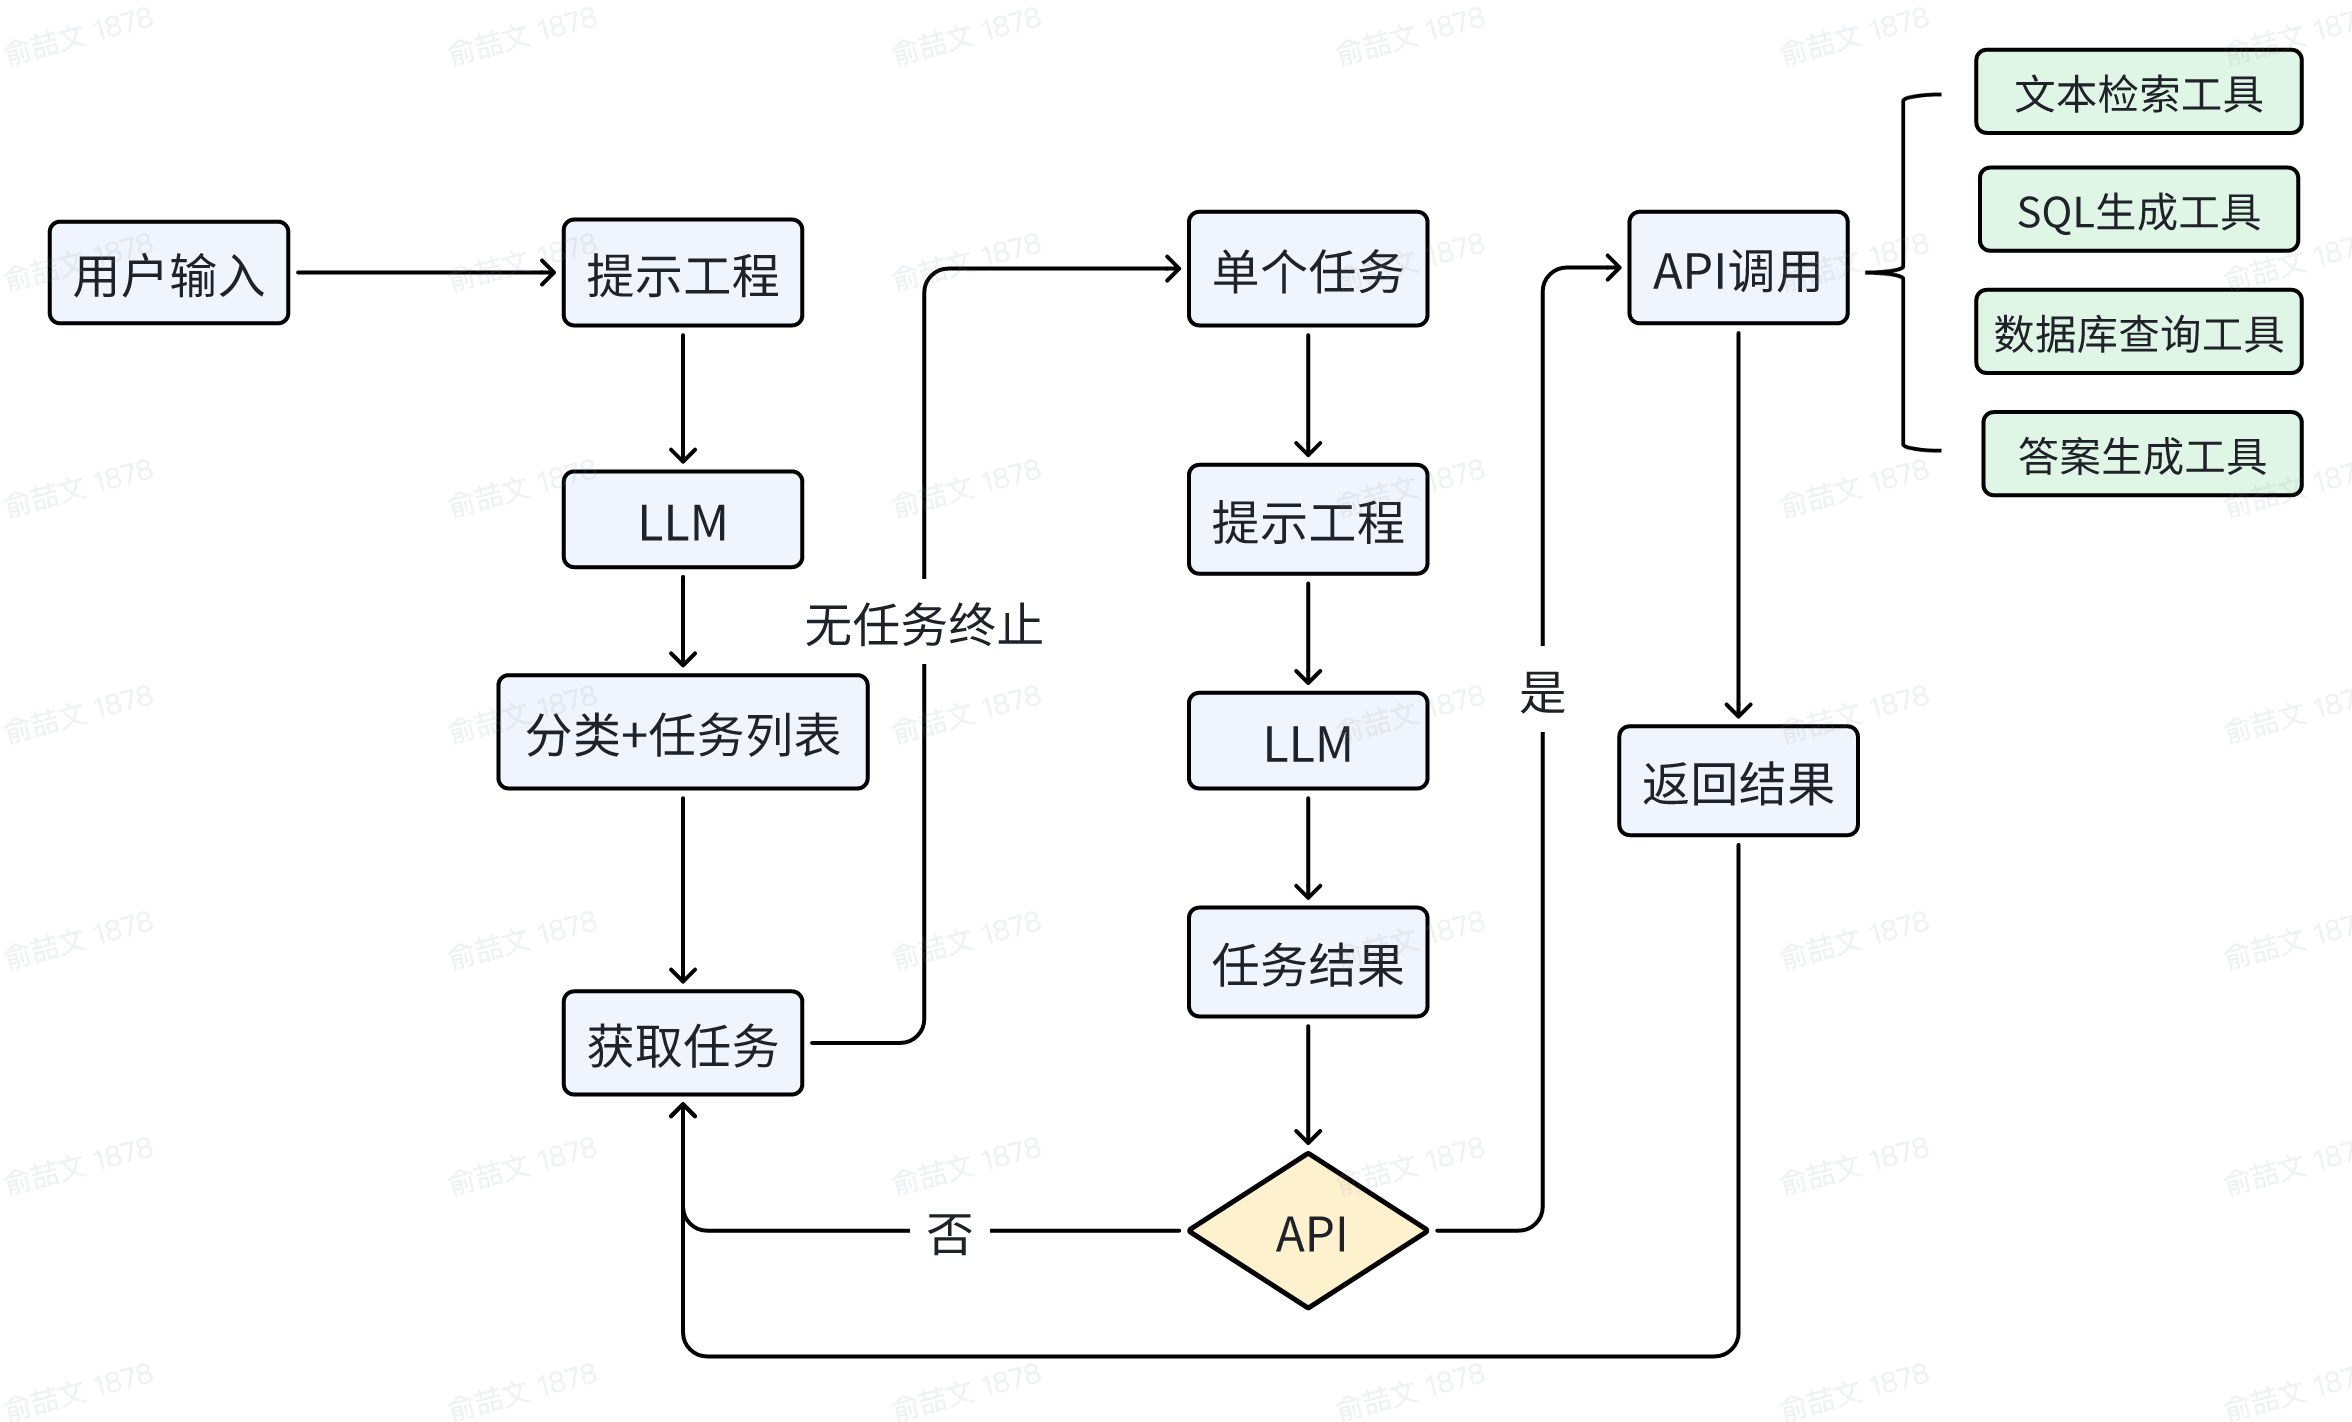 用户输入
提示工程
LLM
分类+任务列表
获取任务
无任务终止
单个任务
提示工程
LLM
任务结果
API
否
是
API调用
返回结果
文本检索工具
SQL生成工具
数据库查询工具
答案生成工具
俞喆文 1878